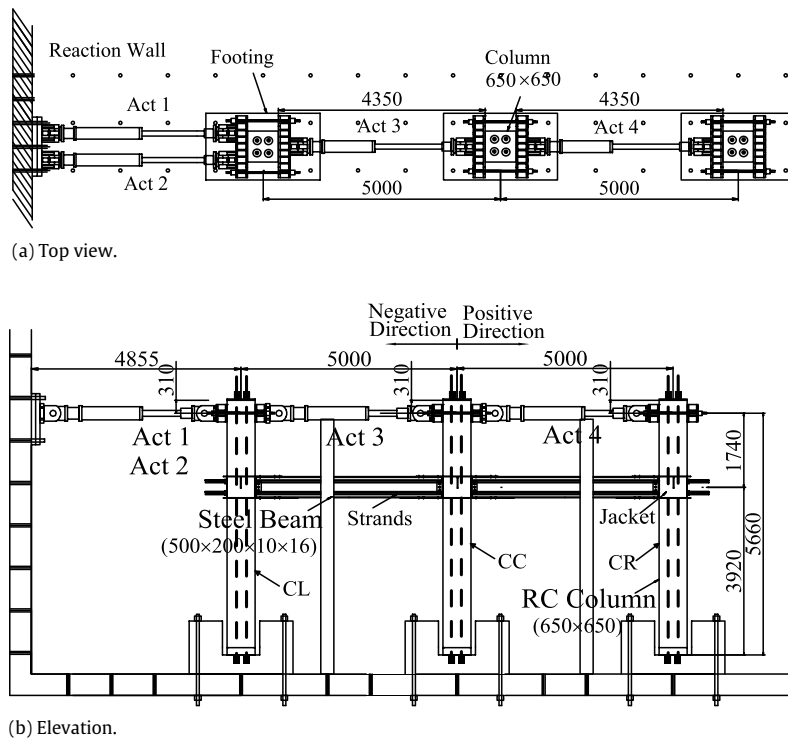 Reaction Wall
Footing
Column
650×650
Act 1
4350
4350
Act 3
Act 4
Act 2
5000
5000
(a) Top view.
Negative
Direction
Positive
Direction
4855
5000
5000
310
310
310
Act 1
Act 2
Act 3
Act 4
1740
Steel Beam
(500×200×10×16)
Strands
Jacket
5660
3920
CL
CC
CR
RC Column
(650×650)
(b) Elevation.